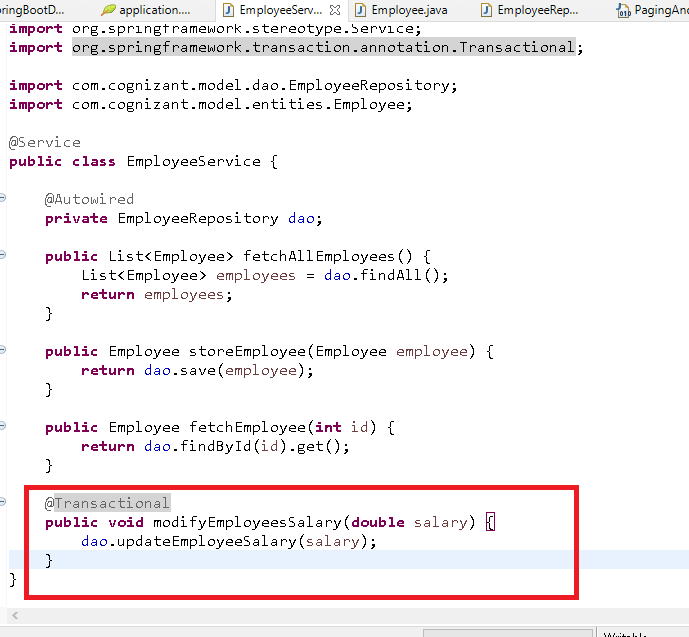 ringBootD...   application....   EmployeeServ...   Employee.java   EmployeeRep...   PagingAn
import org.springframework.stereotype.Service;
import org.springframework.transaction.annotation.Transactional;
import com.cognizant.model.dao.EmployeeRepository;
import com.cognizant.model.entities.Employee;
@Service
public class EmployeeService {
@Autowired
private EmployeeRepository dao;
public List<Employee> fetchAllEmployees() {
List<Employee> employees = dao.findAll();
return employees;
}
public Employee storeEmployee(Employee employee) {
return dao.save(employee);
}
public Employee fetchEmployee(int id) {
return dao.findById(id).get();
}
@Transactional
public void modifyEmployeesSalary(double salary) {
dao.updateEmployeeSalary(salary);
}
}
Writable